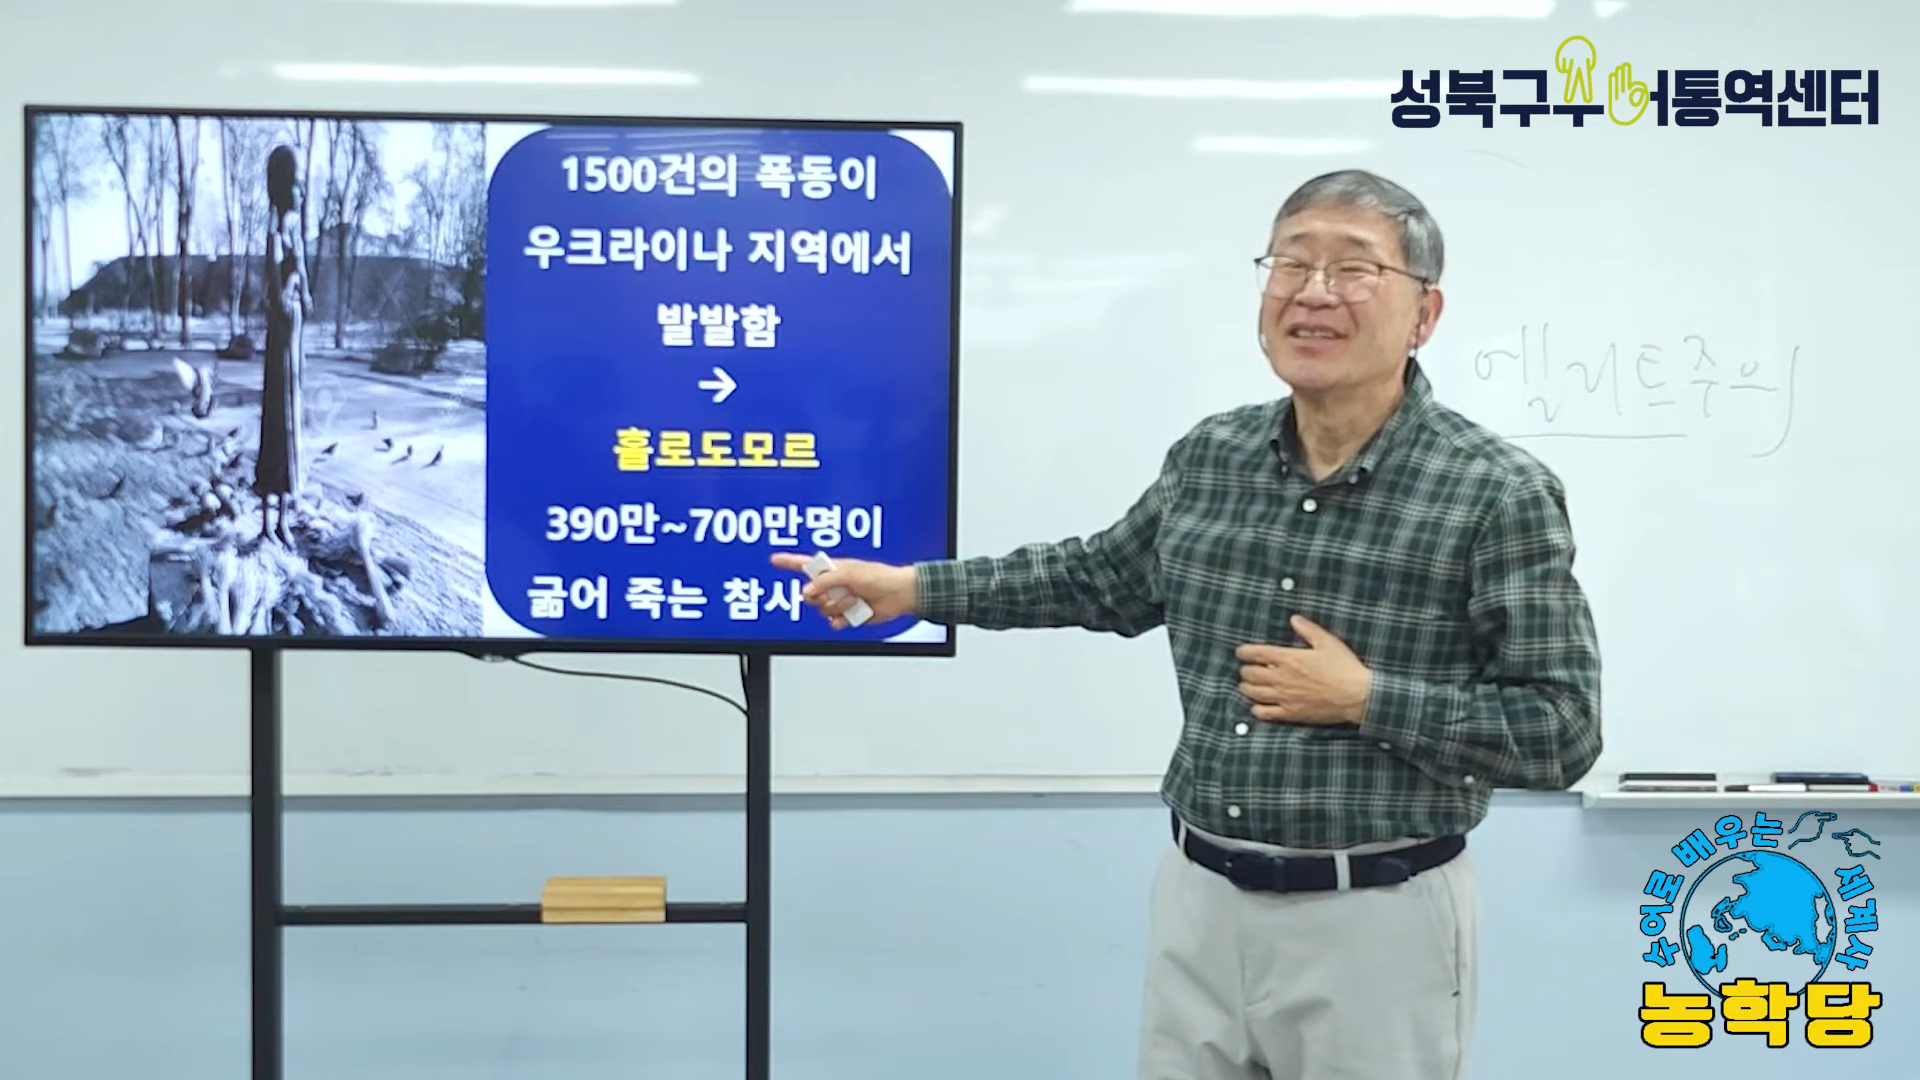 성북구수어통역센터
1500건의 폭동이
우크라이나 지역에서
발발함
→
홀로도모르
390만~700만명이
굶어 죽는 참사
엘리트주의
수어로 배우는 세계사
농학당